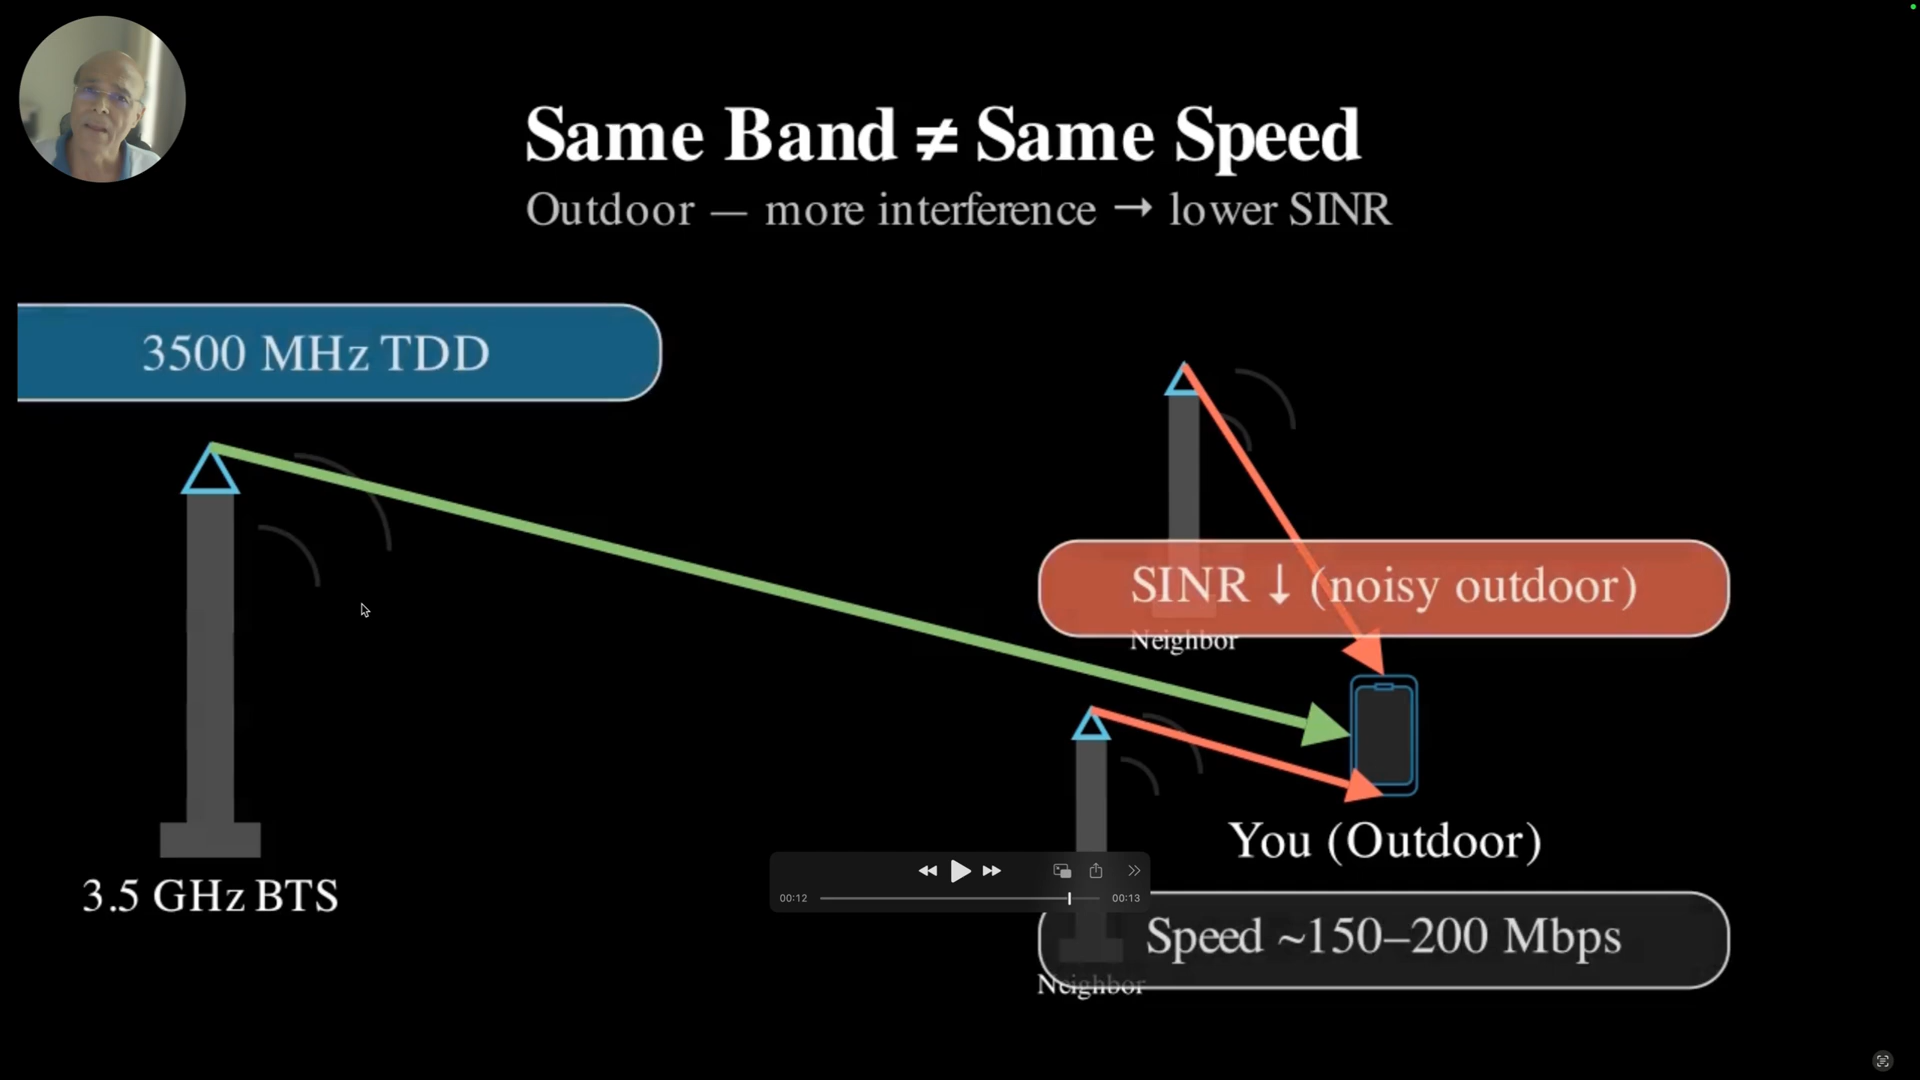 Same Band ≠ Same Speed
Outdoor — more interference → lower SINR
3500 MHz TDD
SINR ↓ (noisy outdoor)
Neighbor
You (Outdoor)
3.5 GHz BTS
00:12
00:13
Speed ~150–200 Mbps
Neighbor